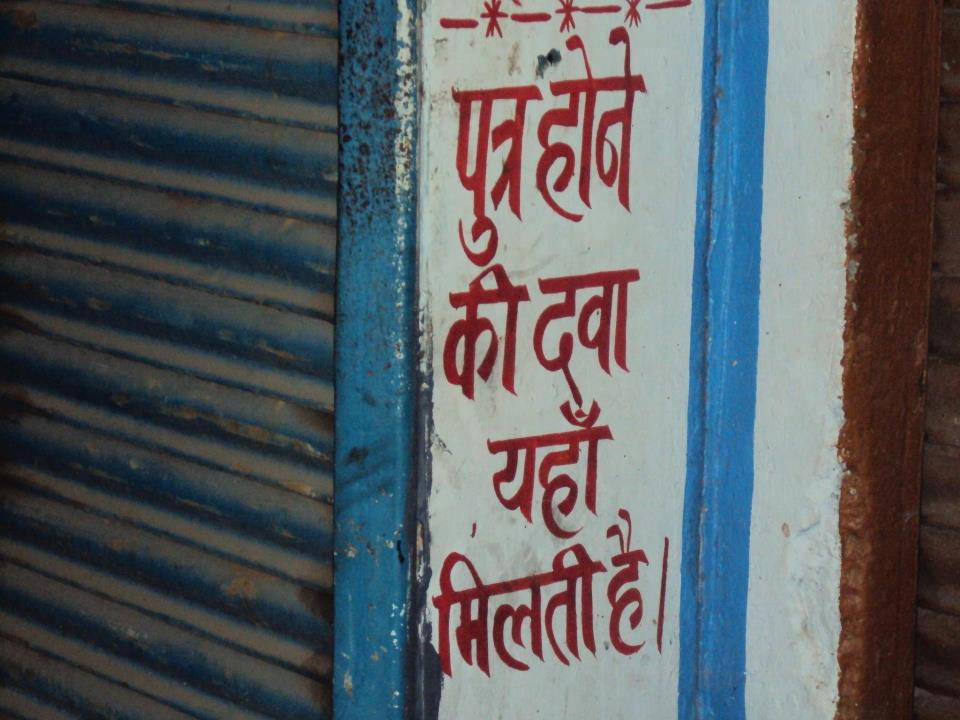 पुत्र होने
की दवा
यहाँ
मिलती है।